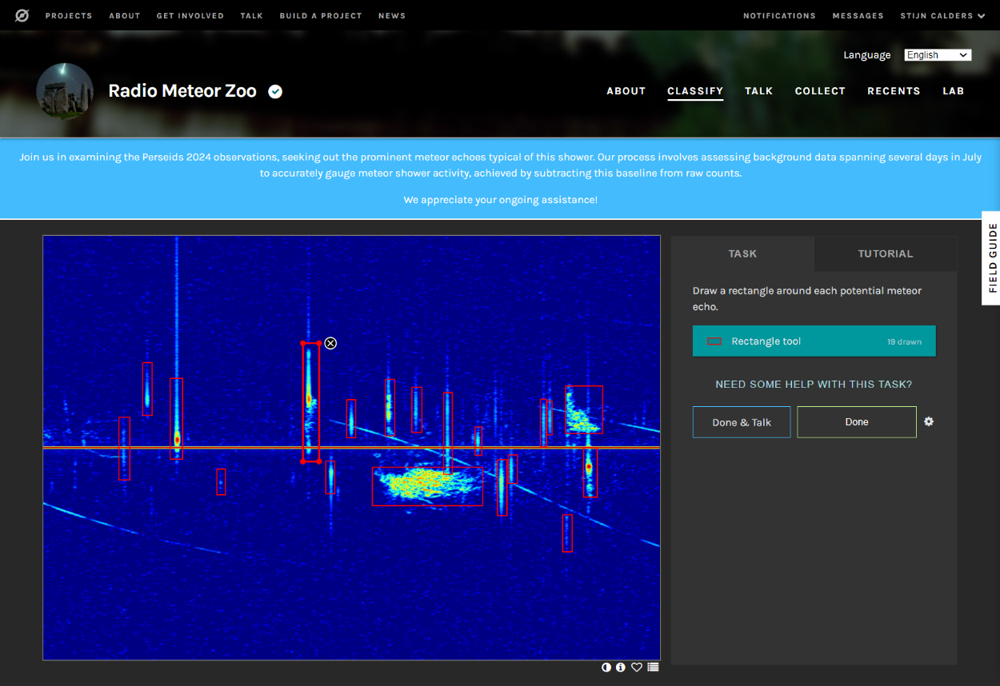 PROJECTS ABOUT GET INVOLVED TALK BUILD A PROJECT NEWS NOTIFICATIONS MESSAGES STIJN CALDERS
Language English
Radio Meteor Zoo ABOUT CLASSIFY TALK COLLECT RECENTS LAB
Join us in examining the Perseids 2024 observations, seeking out the prominent meteor echoes typical of this shower. Our process involves assessing background data spanning several days in July
to accurately gauge meteor shower activity, achieved by subtracting this baseline from raw counts.
We appreciate your ongoing assistance!
FIELD GUIDE
TASK TUTORIAL
Draw a rectangle around each potential meteor
echo.
Rectangle tool 19 drawn
NEED SOME HELP WITH THIS TASK?
Done & Talk Done